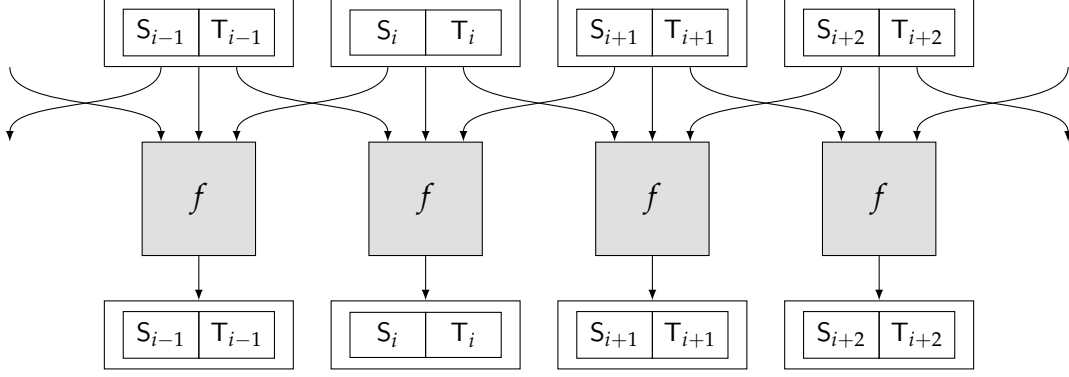 S_{i−1} T_{i−1} S_i T_i S_{i+1} T_{i+1} S_{i+2} T_{i+2}
f f f f
S_{i−1} T_{i−1} S_i T_i S_{i+1} T_{i+1} S_{i+2} T_{i+2}